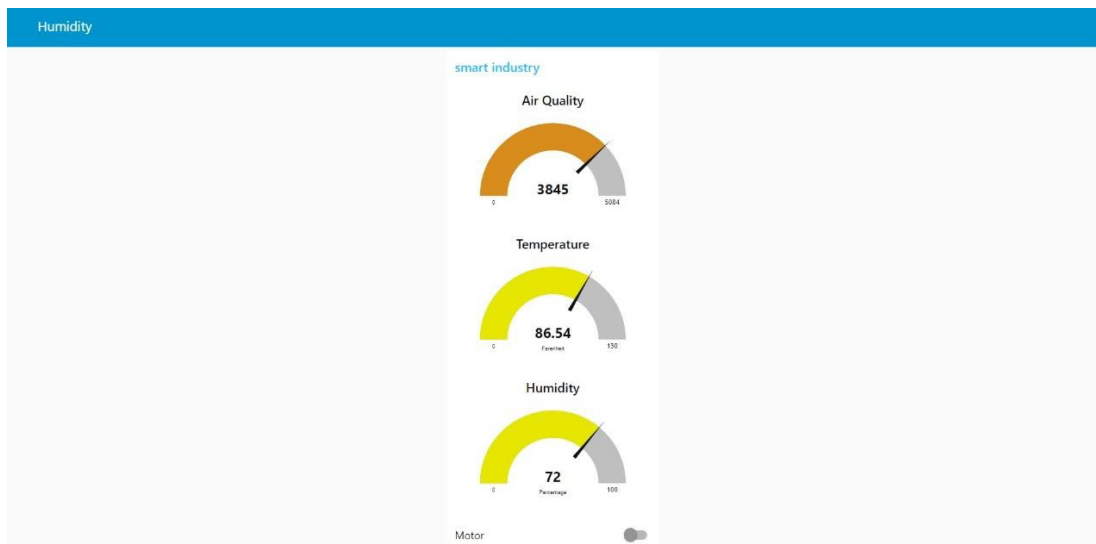 Humidity
smart industry
Air Quality
3845
0 5084
Temperature
86.54
Farenheit
0 130
Humidity
72
Percentage
0 100
Motor